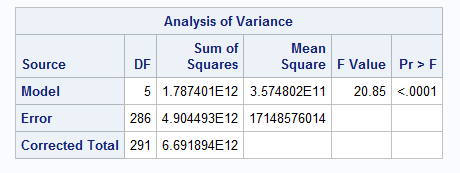 Analysis of Variance
Source DF Sum of Squares Mean Square F Value Pr > F
Model 5 1.787401E12 3.574802E11 20.85 <.0001
Error 286 4.904493E12 17148576014
Corrected Total 291 6.691894E12